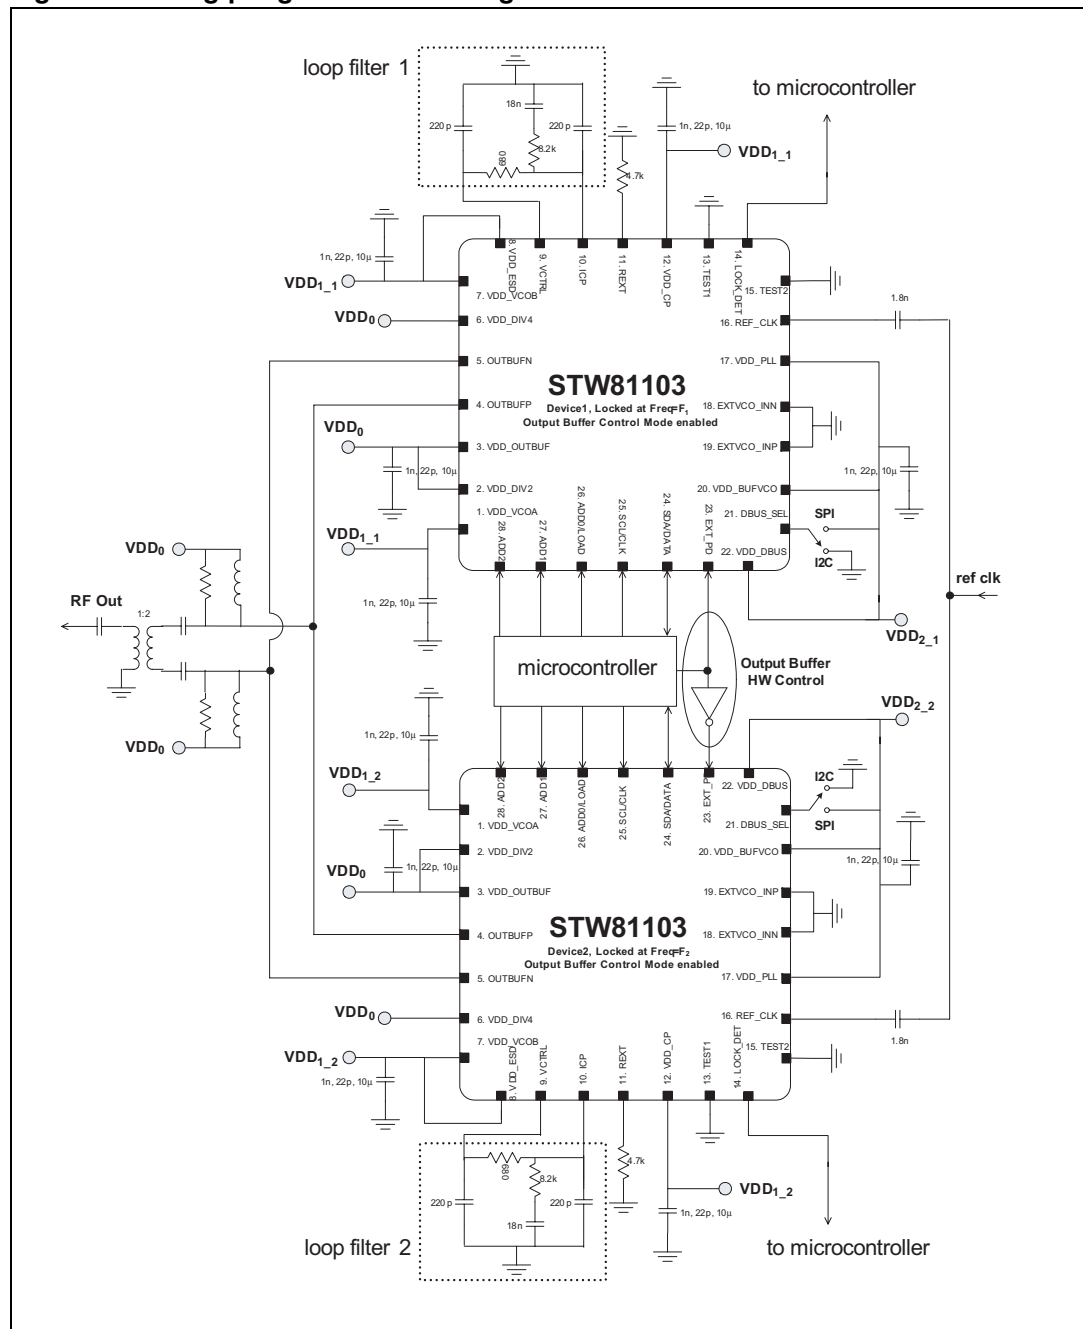 loop filter 1
18n
220 p
220 p
8.2k
680
4.7k
1n, 22p, 10µ
VDD1_1
to microcontroller
1n, 22p, 10µ
VDD1_1
VDD0
8. VDD_ESD
9. VCTRL
10. ICP
11. REXT
12. VDD_CP
13. TEST1
14. LOCK_DET
7. VDD_VCOB
15. TEST2
6. VDD_DIV4
16. REF_CLK
1.8n
5. OUTBUFN
17. VDD_PLL
STW81103
Device1, Locked at Freq=F1
Output Buffer Control Mode enabled
4. OUTBUFP
18. EXTVCO_INN
VDD0
3. VDD_OUTBUF
19. EXTVCO_INP
1n, 22p, 10µ
1n, 22p, 10µ
2. VDD_DIV2
20. VDD_BUFVCO
1. VDD_VCOA
21. DBUS_SEL
SPI
I2C
22. VDD_DBUS
VDD1_1
28. ADD2
27. ADD1
26. ADD0/LOAD
25. SCL/CLK
24. SDA/DATA
23. EXT_PD
1n, 22p, 10µ
ref clk
VDD2_1
VDD0
RF Out
1:2
VDD0
microcontroller
Output Buffer
HW Control
VDD2_2
1n, 22p, 10µ
VDD1_2
28. ADD2
27. ADD1
26. ADD0/LOAD
25. SCL/CLK
24. SDA/DATA
22. VDD_DBUS
I2C
SPI
1. VDD_VCOA
21. DBUS_SEL
2. VDD_DIV2
20. VDD_BUFVCO
1n, 22p, 10µ
1n, 22p, 10µ
VDD0
3. VDD_OUTBUF
19. EXTVCO_INP
STW81103
Device2, Locked at Freq=F2
Output Buffer Control Mode enabled
4. OUTBUFP
18. EXTVCO_INN
5. OUTBUFN
17. VDD_PLL
VDD0
6. VDD_DIV4
16. REF_CLK
1.8n
7. VDD_VCOB
15. TEST2
VDD1_2
1n, 22p, 10µ
8. VDD_ESD
9. VCTRL
10. ICP
11. REXT
12. VDD_CP
13. TEST1
14. LOCK_DET
680
8.2k
4.7k
220 p
220 p
18n
VDD1_2
1n, 22p, 10µ
loop filter 2
to microcontroller